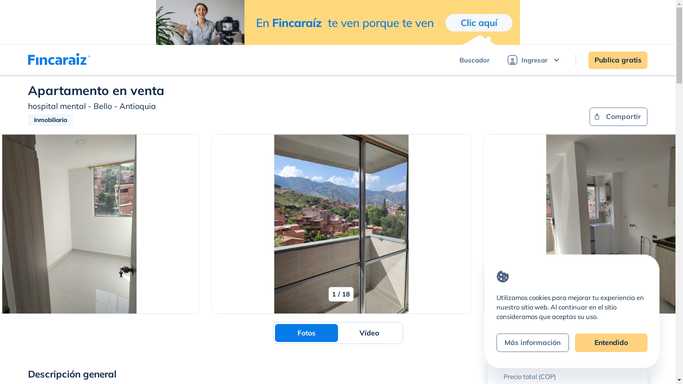 En Fincaraíz te ven porque te ven
Clic aquí
Fincaraiz
Buscador
Ingresar
Publica gratis
Apartamento en venta
hospital mental - Bello - Antioquia
Inmobiliaria
Compartir
1 / 18
Fotos
Vídeo
Utilizamos cookies para mejorar tu experiencia en
nuestro sitio web. Al continuar en el sitio
consideramos que aceptas su uso.
Más información
Entendido
Descripción general
Precio total (COP)